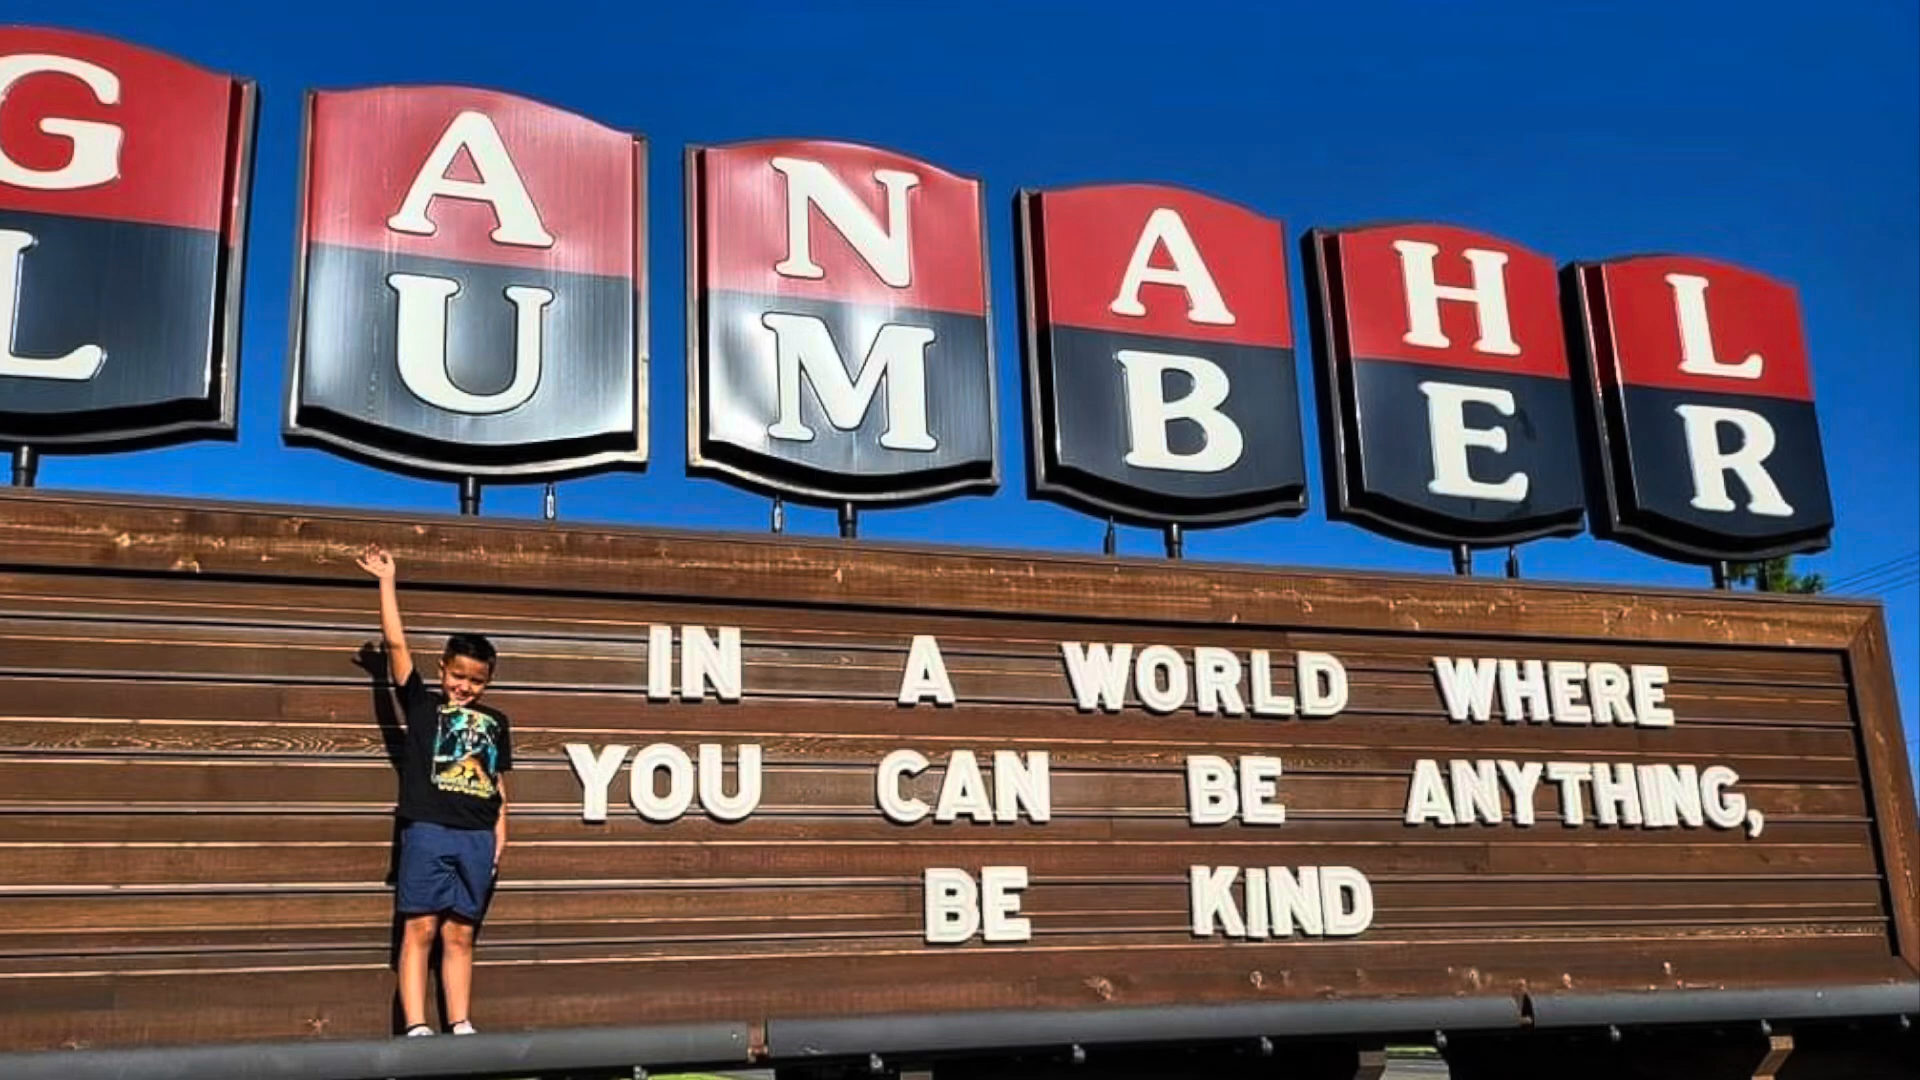 GANAHL
LUMBER
IN A WORLD WHERE
YOU CAN BE ANYTHING,
BE KIND